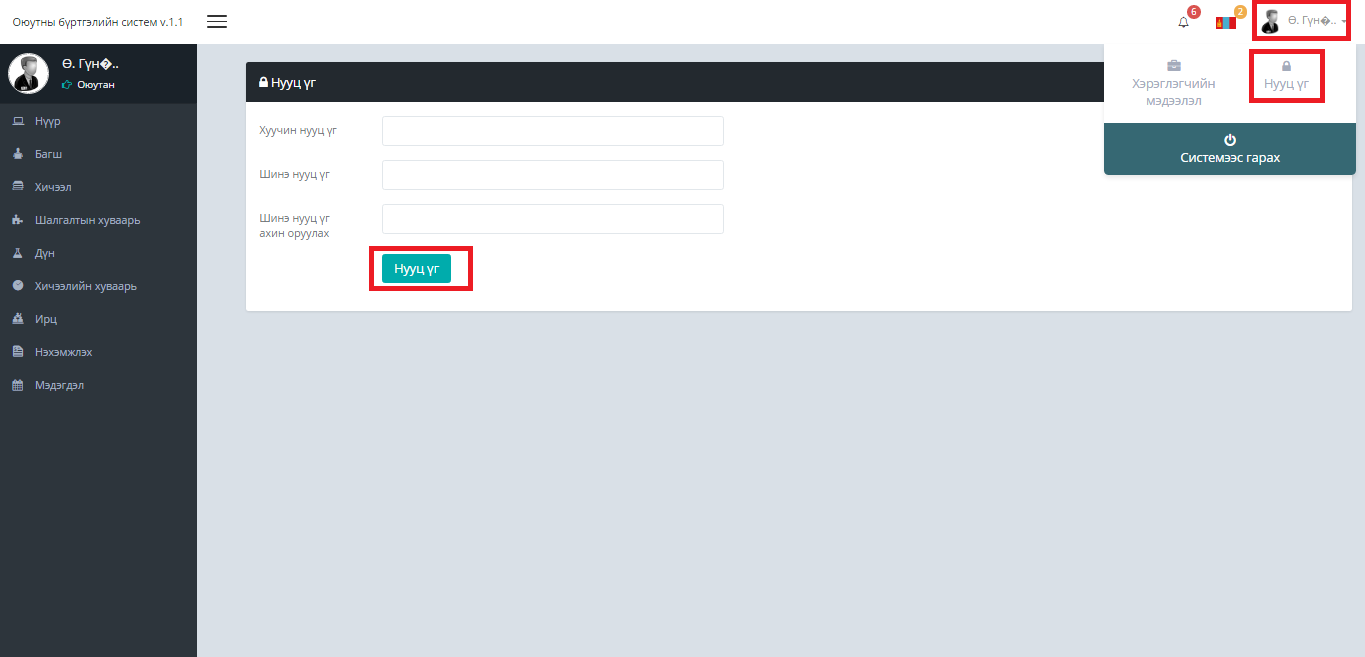 Оюутны бүртгэлийн систем v.1.1
6
2
Ө. Гүн�..
Ө. Гүн�..
Оюутан
Нүүр
Багш
Хичээл
Шалгалтын хуваарь
Дүн
Хичээлийн хуваарь
Ирц
Нэхэмжлэх
Мэдэгдэл
Нууц үг
Хуучин нууц үг
Шинэ нууц үг
Шинэ нууц үг
ахин оруулах
Нууц үг
Хэрэглэгчийн
мэдээлэл
Нууц үг
Системээс гарах